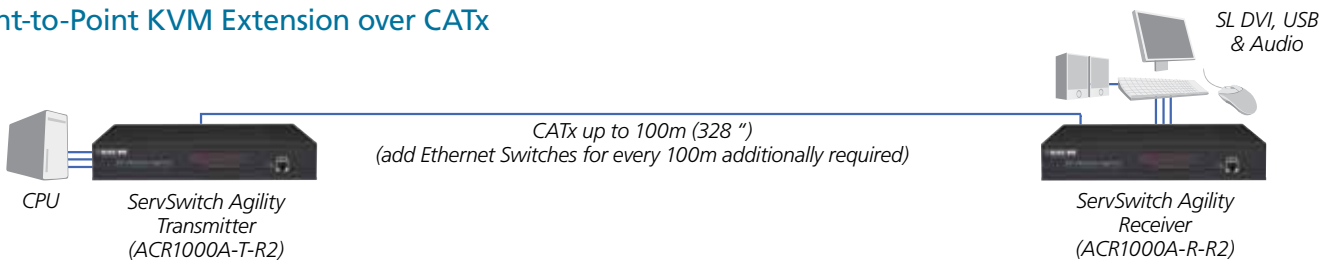 nt-to-Point KVM Extension over CATx
SL DVI, USB
& Audio
CATx up to 100m (328 “)
(add Ethernet Switches for every 100m additionally required)
CPU
ServSwitch Agility
Transmitter
(ACR1000A-T-R2)
ServSwitch Agility
Receiver
(ACR1000A-R-R2)